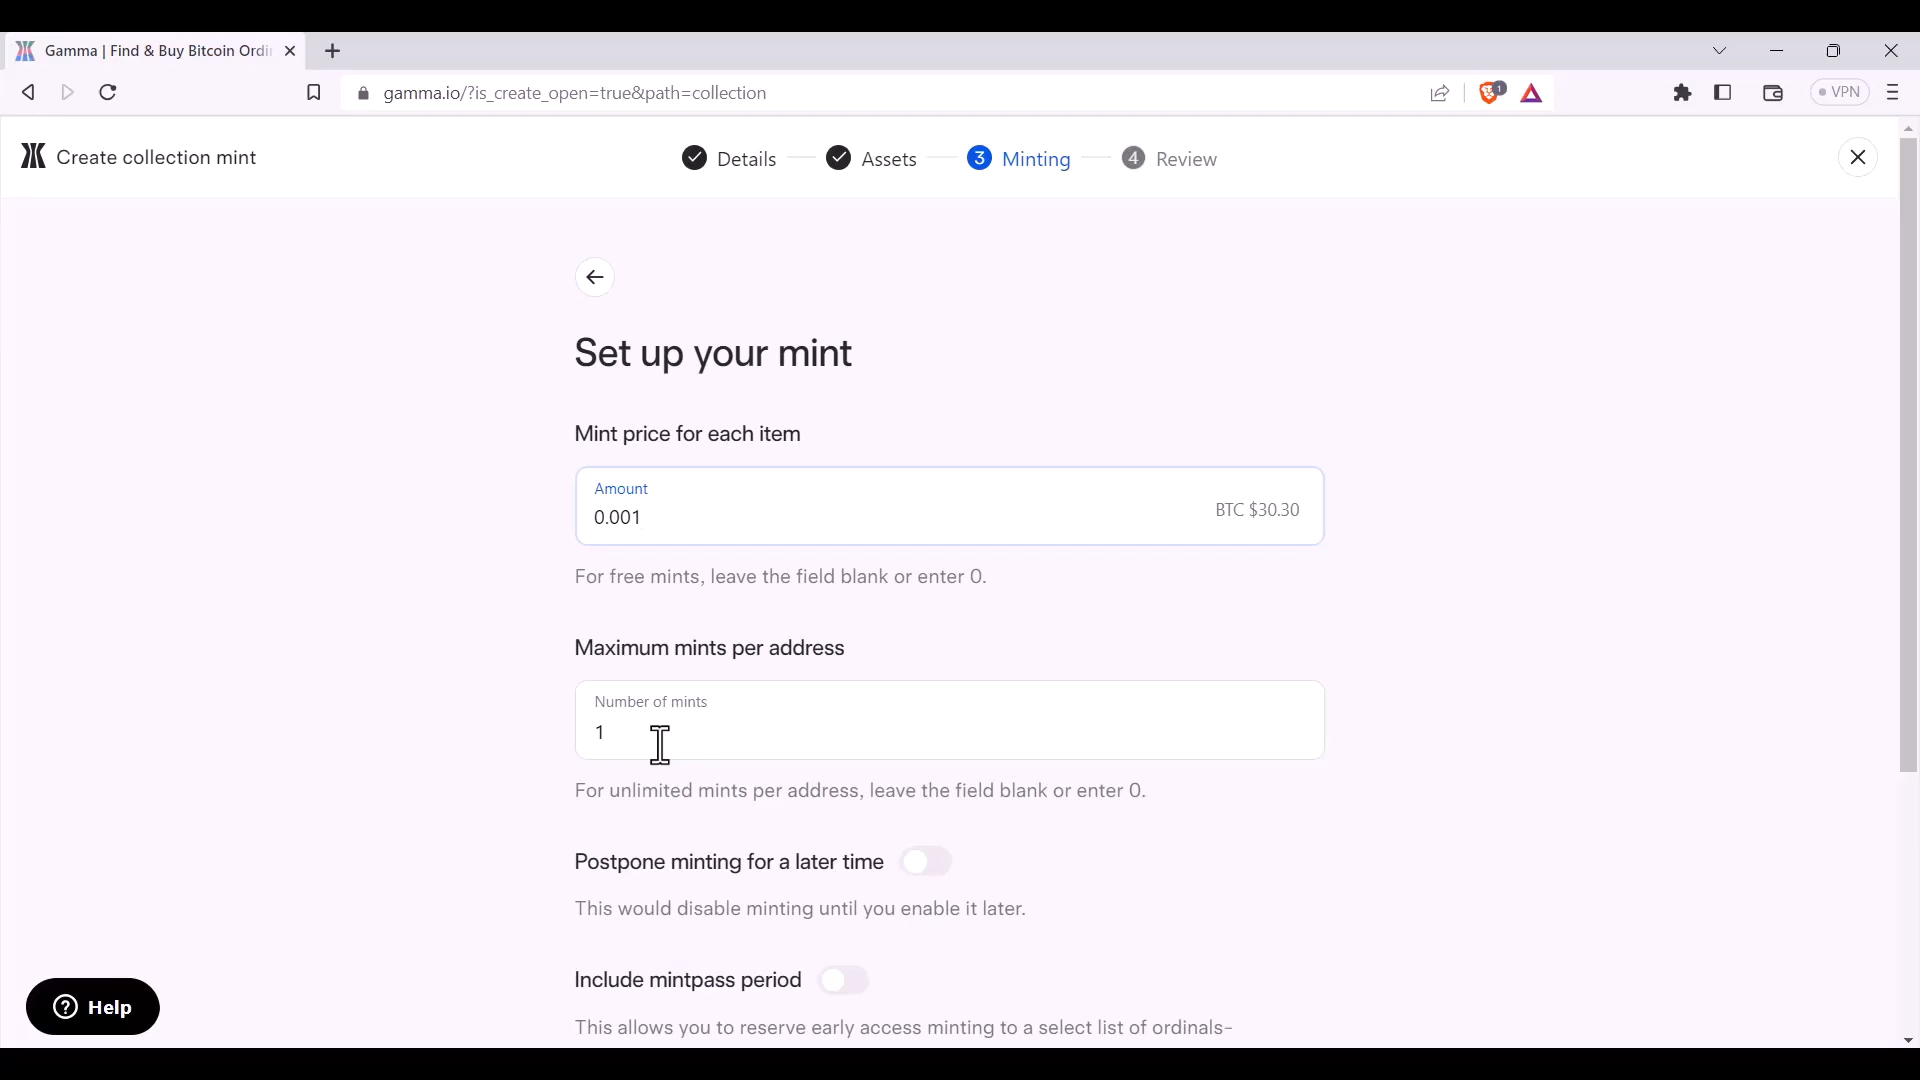 Gamma | Find & Buy Bitcoin Ordi
gamma.io/?is_create_open=true&path=collection
1
VPN
Create collection mint
Details
Assets
3 Minting
4 Review
Set up your mint
Mint price for each item
Amount
0.001
BTC $30.30
For free mints, leave the field blank or enter 0.
Maximum mints per address
Number of mints
1
For unlimited mints per address, leave the field blank or enter 0.
Postpone minting for a later time
This would disable minting until you enable it later.
Include mintpass period
This allows you to reserve early access minting to a select list of ordinals-
? Help